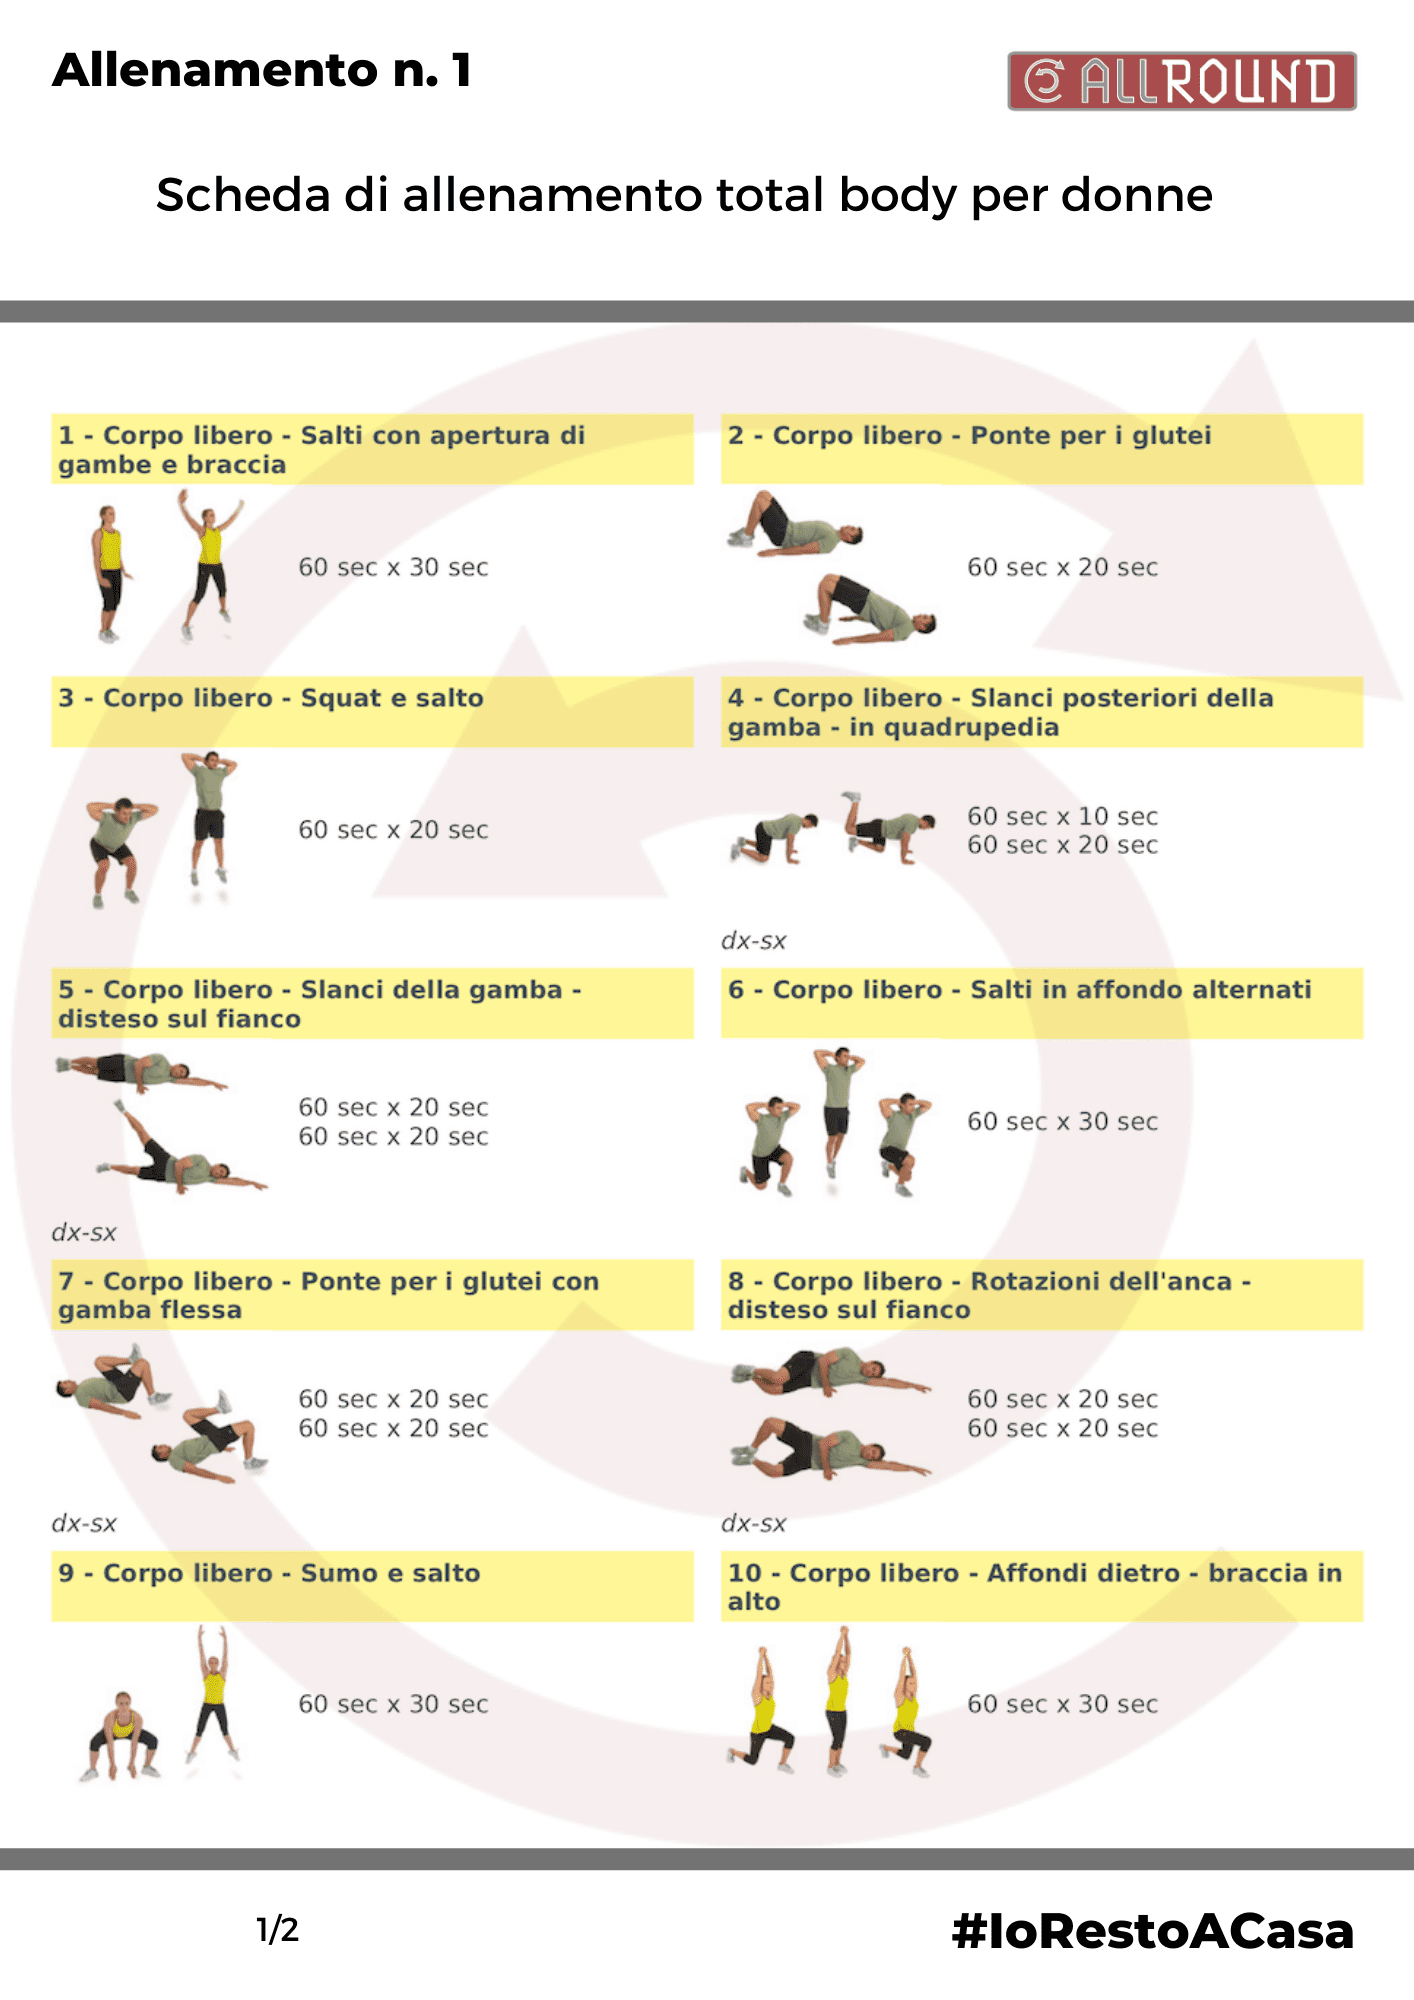 Allenamento n. 1
ALLROUND
Scheda di allenamento total body per donne
1 - Corpo libero - Salti con apertura di
gambe e braccia
60 sec x 30 sec
2 - Corpo libero - Ponte per i glutei
60 sec x 20 sec
3 - Corpo libero - Squat e salto
60 sec x 20 sec
4 - Corpo libero - Slanci posteriori della
gamba - in quadrupedia
60 sec x 10 sec
60 sec x 20 sec
dx-sx
5 - Corpo libero - Slanci della gamba -
disteso sul fianco
60 sec x 20 sec
60 sec x 20 sec
dx-sx
6 - Corpo libero - Salti in affondo alternati
60 sec x 30 sec
7 - Corpo libero - Ponte per i glutei con
gamba flessa
60 sec x 20 sec
60 sec x 20 sec
dx-sx
8 - Corpo libero - Rotazioni dell'anca -
disteso sul fianco
60 sec x 20 sec
60 sec x 20 sec
dx-sx
9 - Corpo libero - Sumo e salto
60 sec x 30 sec
10 - Corpo libero - Affondi dietro - braccia in
alto
60 sec x 30 sec
1/2
#IoRestoACasa